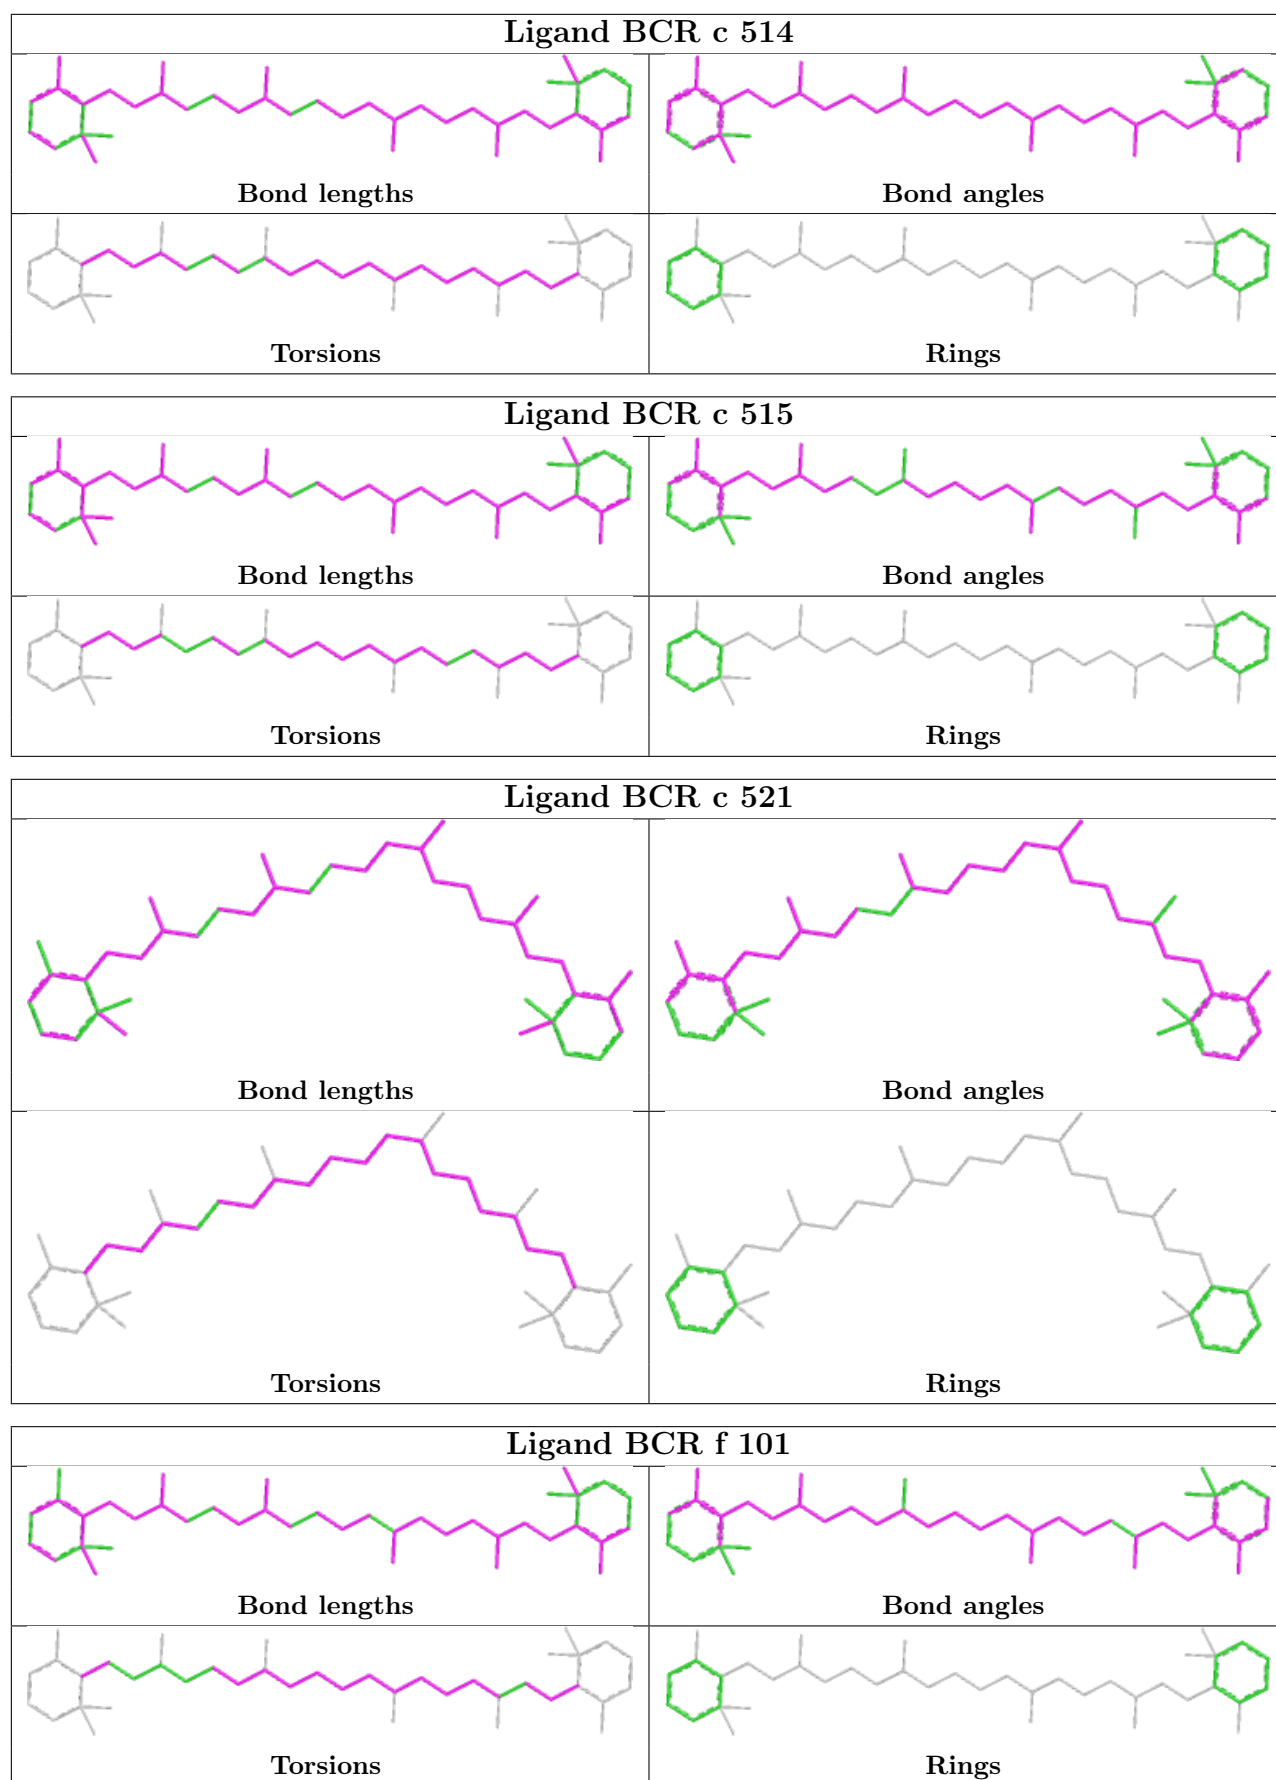 Ligand BCR c 514
Bond lengths
Bond angles
Torsions
Rings
Ligand BCR c 515
Bond lengths
Bond angles
Torsions
Rings
Ligand BCR c 521
Bond lengths
Bond angles
Torsions
Rings
Ligand BCR f 101
Bond lengths
Bond angles
Torsions
Rings